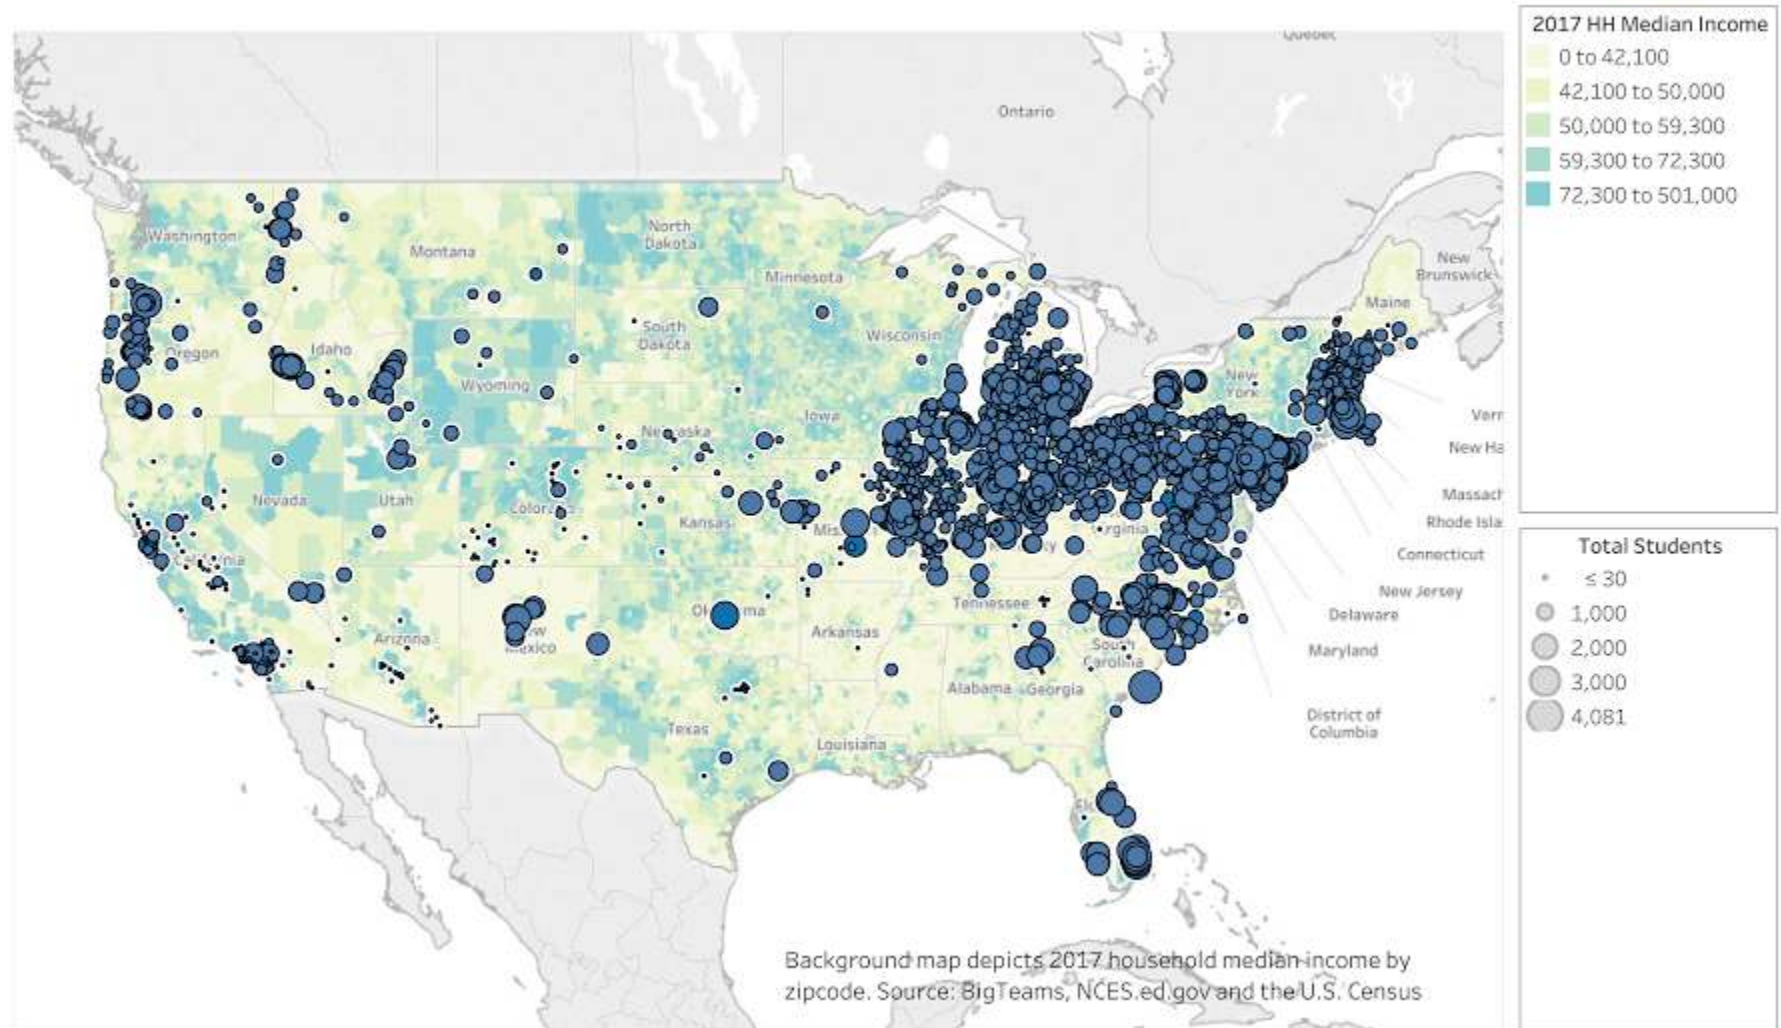 Quebec
Ontario
New
Brunswick
Maine
Washington
Montana
North
Dakota
Minnesota
South
Dakota
Wisconsin
Oregon
Idaho
Wyoming
New
York
Iowa
Nebraska
Nevada
Utah
Colorado
Kansas
California
Tennessee
Arizona
Arkansas
South
Carolina
Alabama
Georgia
Texas
Louisiana
Verr
New Ha
Massach
Rhode Isla
Connecticut
New Jersey
Delaware
Maryland
District of
Columbia
Background map depicts 2017 household median income by
zipcode. Source: BigTeams, NCES.ed.gov and the U.S. Census
2017 HH Median Income
0 to 42,100
42,100 to 50,000
50,000 to 59,300
59,300 to 72,300
72,300 to 501,000
Total Students
≤ 30
1,000
2,000
3,000
4,081